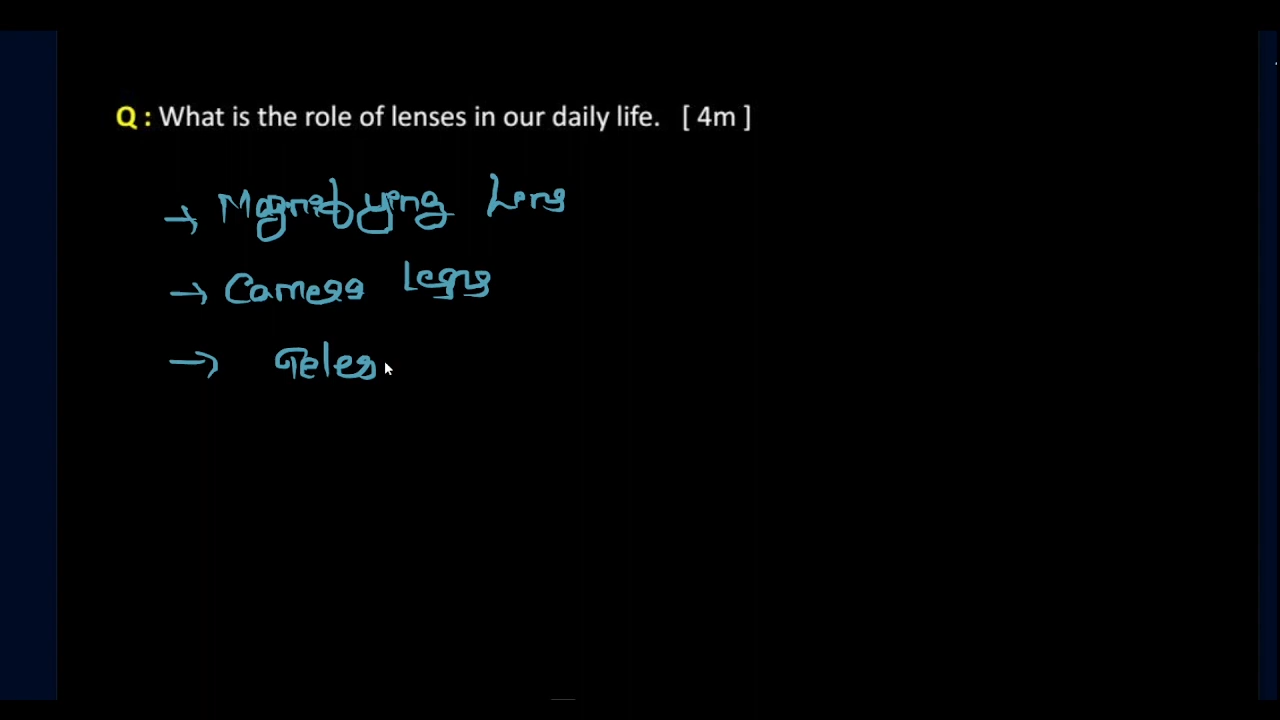 Q : What is the role of lenses in our daily life. [ 4m ]
→ Magnifying Lens
→ Camera Lens
→ Teles